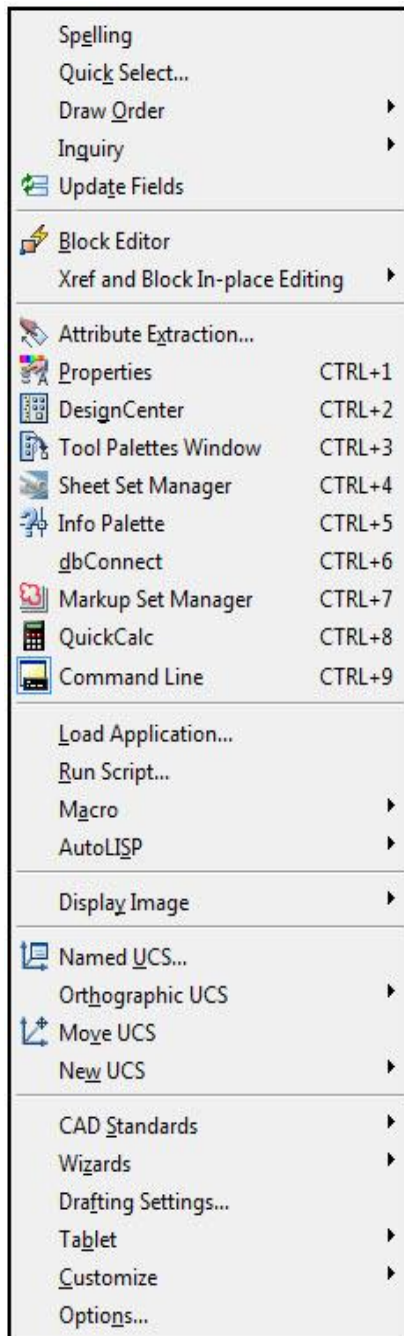 Spelling
Quick Select...
Draw Order
Inquiry
Update Fields
Block Editor
Xref and Block In-place Editing
Attribute Extraction...
Properties CTRL+1
DesignCenter CTRL+2
Tool Palettes Window CTRL+3
Sheet Set Manager CTRL+4
Info Palette CTRL+5
dbConnect CTRL+6
Markup Set Manager CTRL+7
QuickCalc CTRL+8
Command Line CTRL+9
Load Application...
Run Script...
Macro
AutoLISP
Display Image
Named UCS...
Orthographic UCS
Move UCS
New UCS
CAD Standards
Wizards
Drafting Settings...
Tablet
Customize
Options...